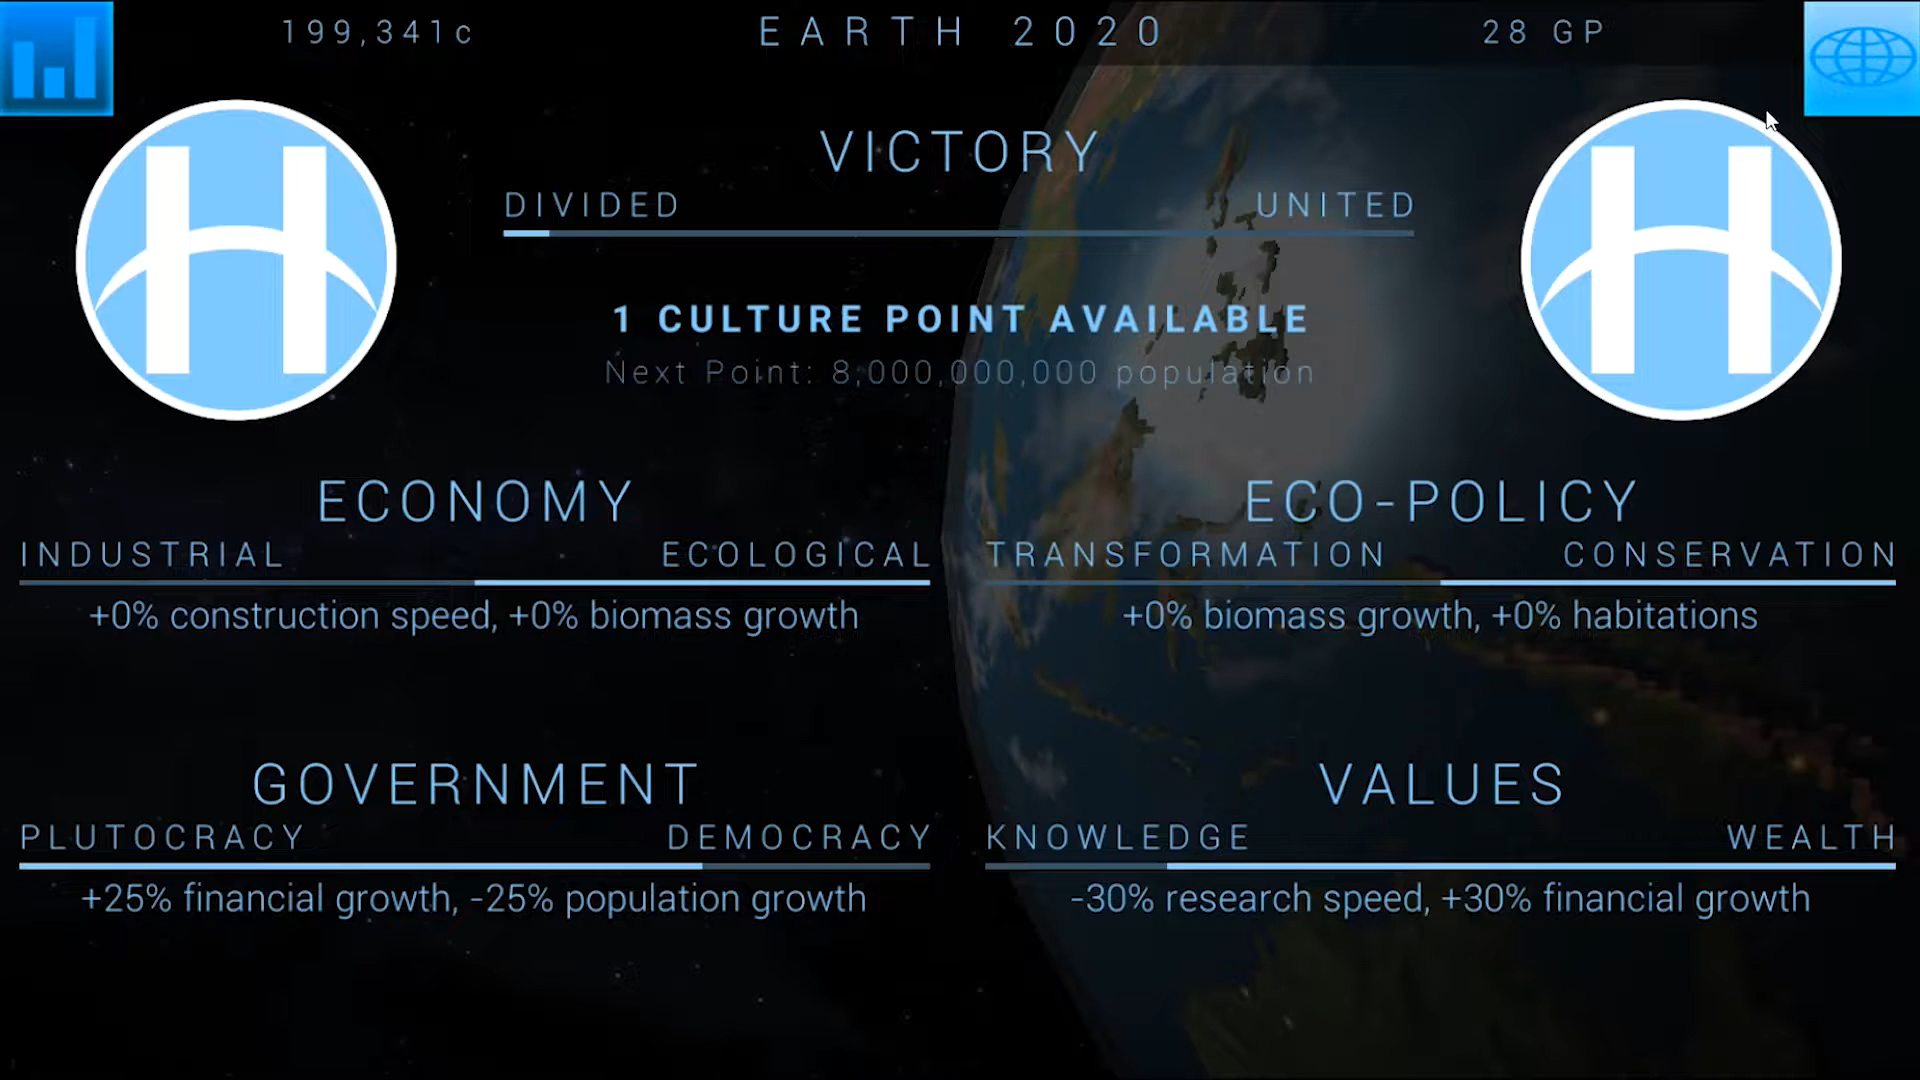 199,341c EARTH 2020 28 GP
VICTORY
DIVIDED UNITED
1 CULTURE POINT AVAILABLE
Next Point: 8,000,000,000 population
H H
ECONOMY
INDUSTRIAL ECOLOGICAL
+0% construction speed, +0% biomass growth
ECO-POLICY
TRANSFORMATION CONSERVATION
+0% biomass growth, +0% habitations
GOVERNMENT
PLUTOCRACY DEMOCRACY
+25% financial growth, -25% population growth
VALUES
KNOWLEDGE WEALTH
-30% research speed, +30% financial growth